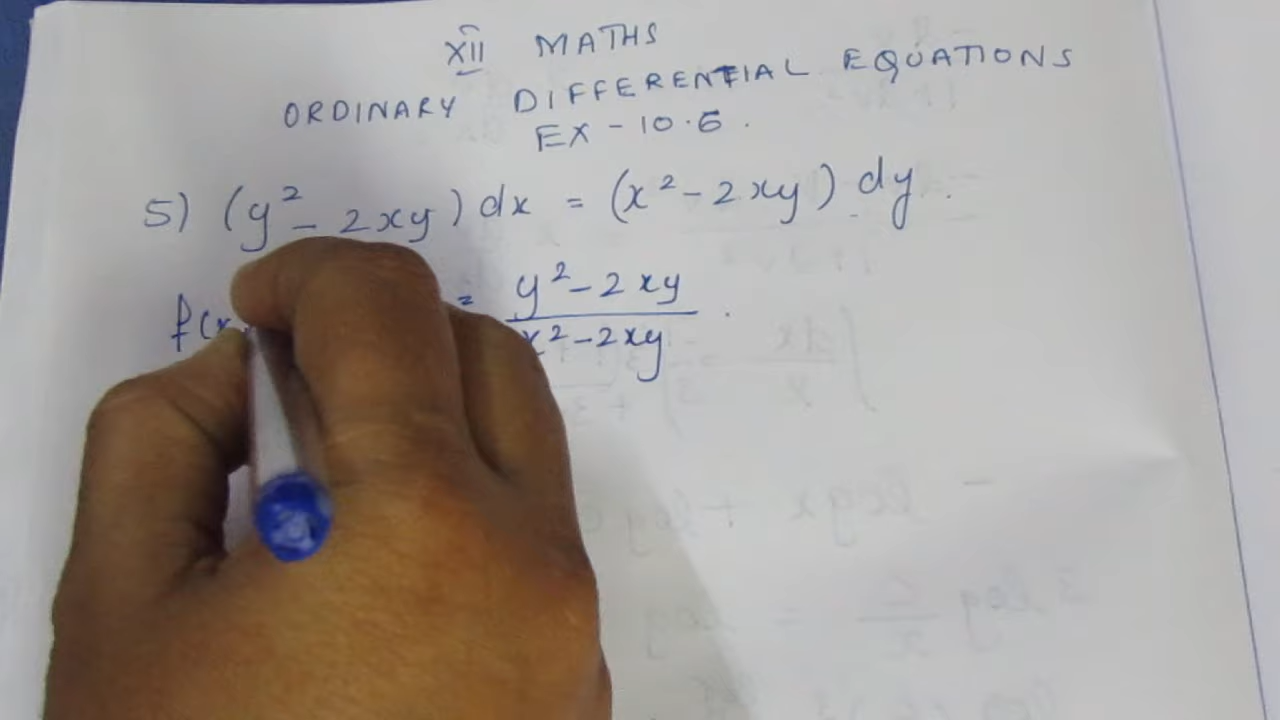 XII MATHS
ORDINARY DIFFERENTIAL EQUATIONS
EX - 10.6.
5) (y² - 2xy) dx = (x² - 2xy) dy.
f(x = y² - 2xy / x² - 2xy .